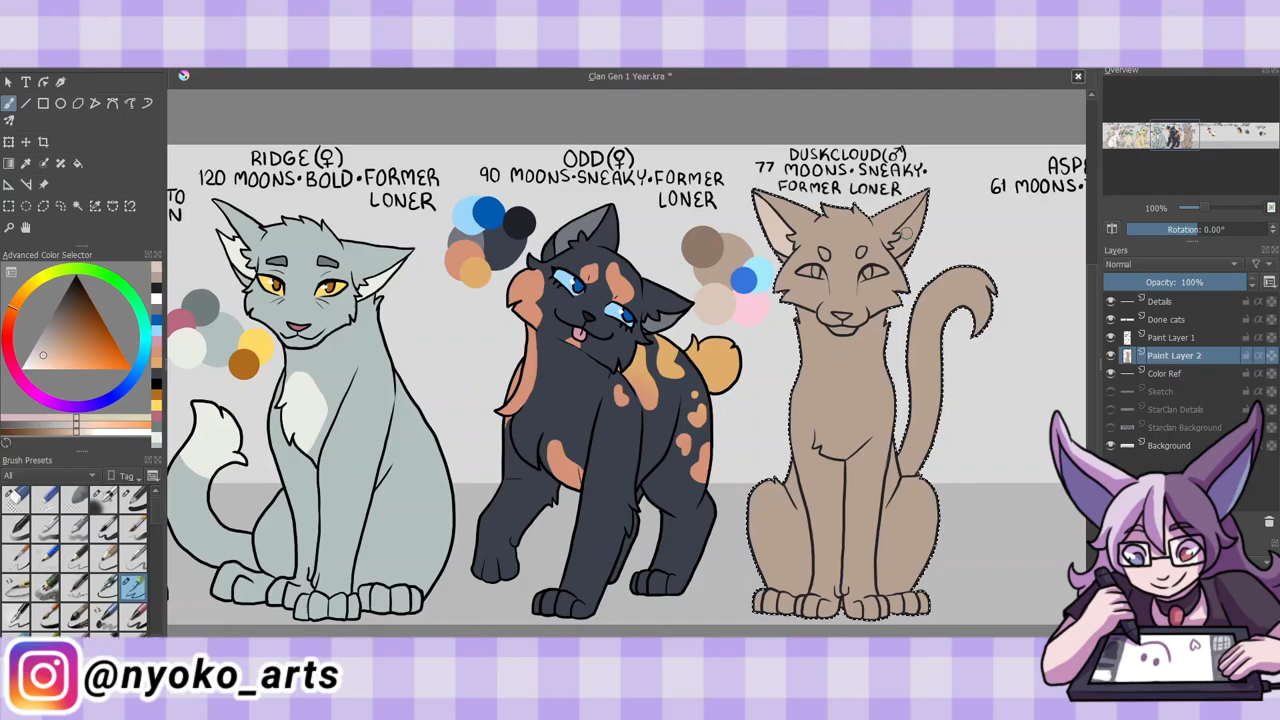 Clan Gen 1 Year.kra *
Overview
100%
Rotation: 0.00°
Layers
Normal
Opacity: 100%
Details
Done cats
Paint Layer 1
Paint Layer 2
Color Ref
Sketch
StarClan Details
Starclan Background
Background
Advanced Color Selector
Brush Presets
All
Tag
TO
N
RIDGE(♀)
120 MOONS•BOLD•FORMER
LONER
ODD(♀)
90 MOONS•SNEAKY•FORMER
LONER
DUSKCLOUD(♂)
77 MOONS•SNEAKY•
FORMER LONER
ASP
61 MOONS•
@nyoko_arts